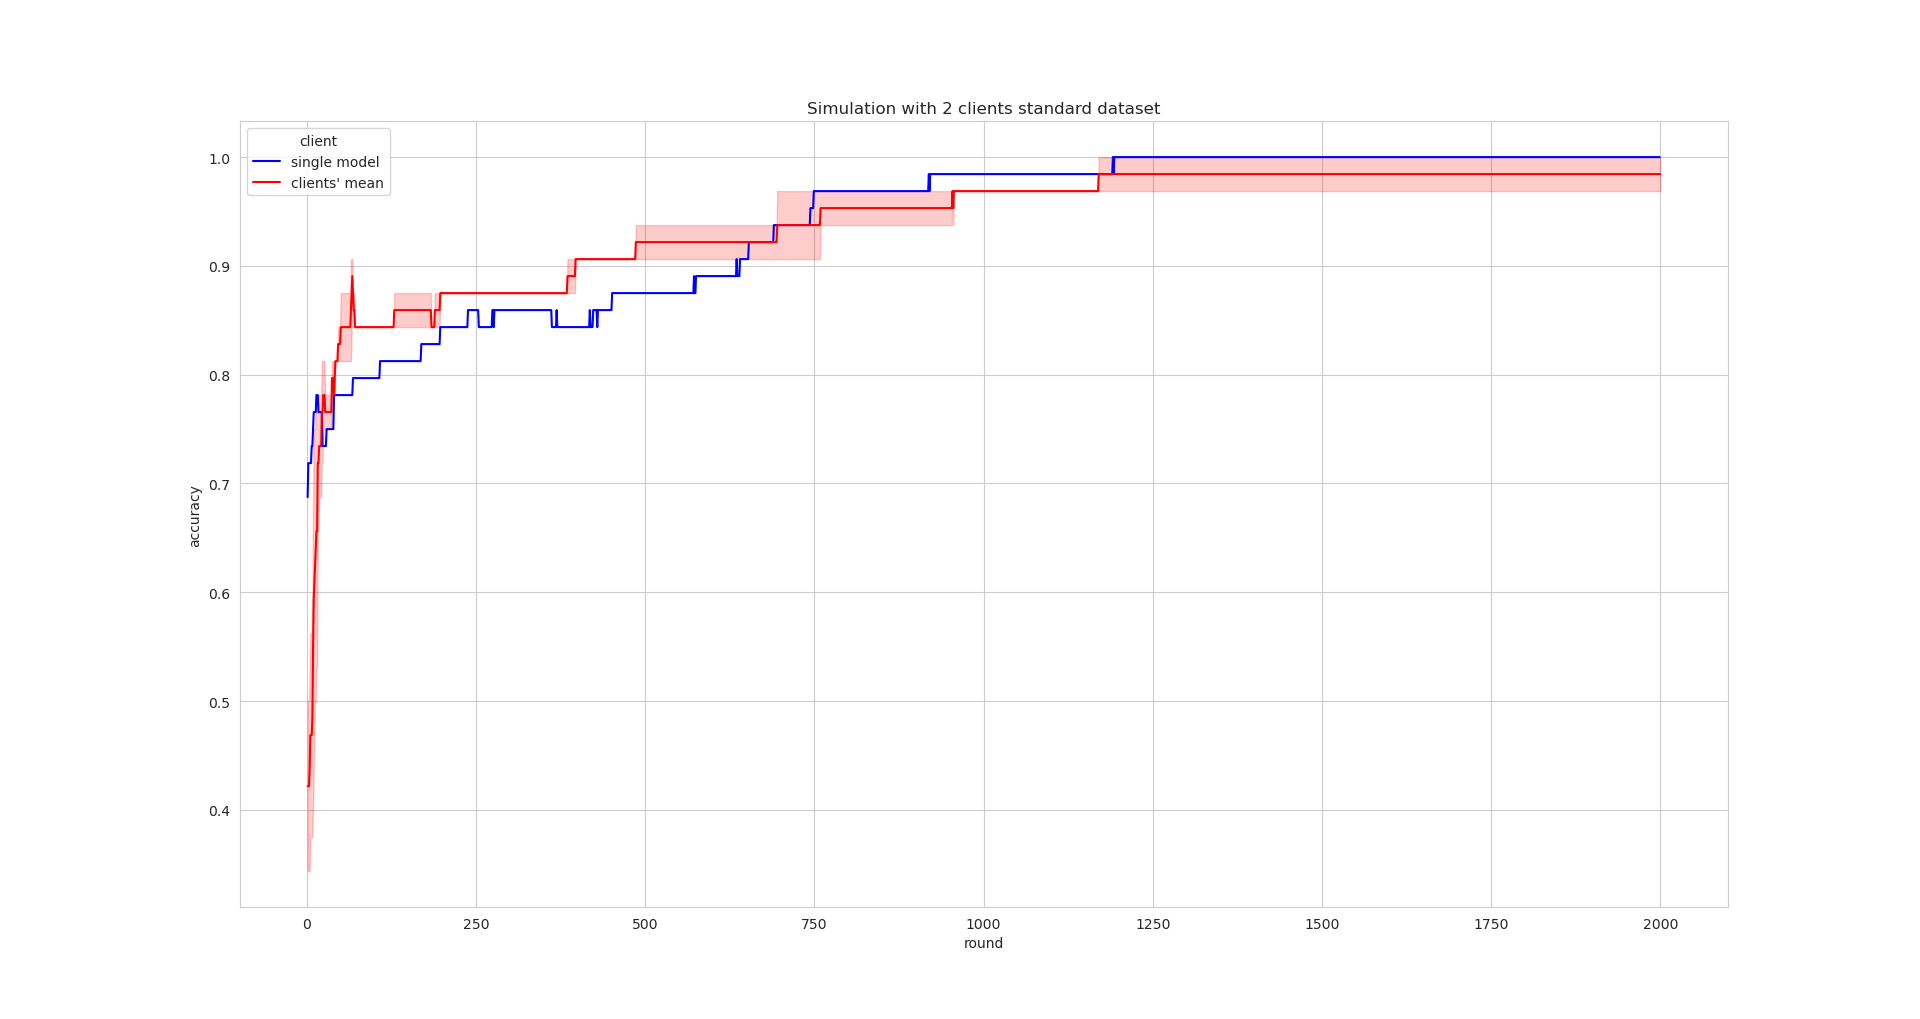 Simulation with 2 clients standard dataset
client
single model
clients' mean
1.0
0.9
0.8
0.7
0.6
0.5
0.4
accuracy
0 250 500 750 1000 1250 1500 1750 2000
round